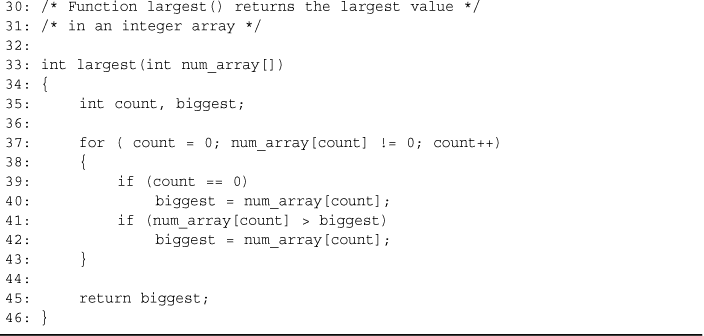 30: /* Function largest() returns the largest value */
31: /* in an integer array */
32:
33: int largest(int num_array[])
34: {
35:     int count, biggest;
36:
37:     for ( count = 0; num_array[count] != 0; count++)
38:     {
39:         if (count == 0)
40:             biggest = num_array[count];
41:         if (num_array[count] > biggest)
42:             biggest = num_array[count];
43:     }
44:
45:     return biggest;
46: }